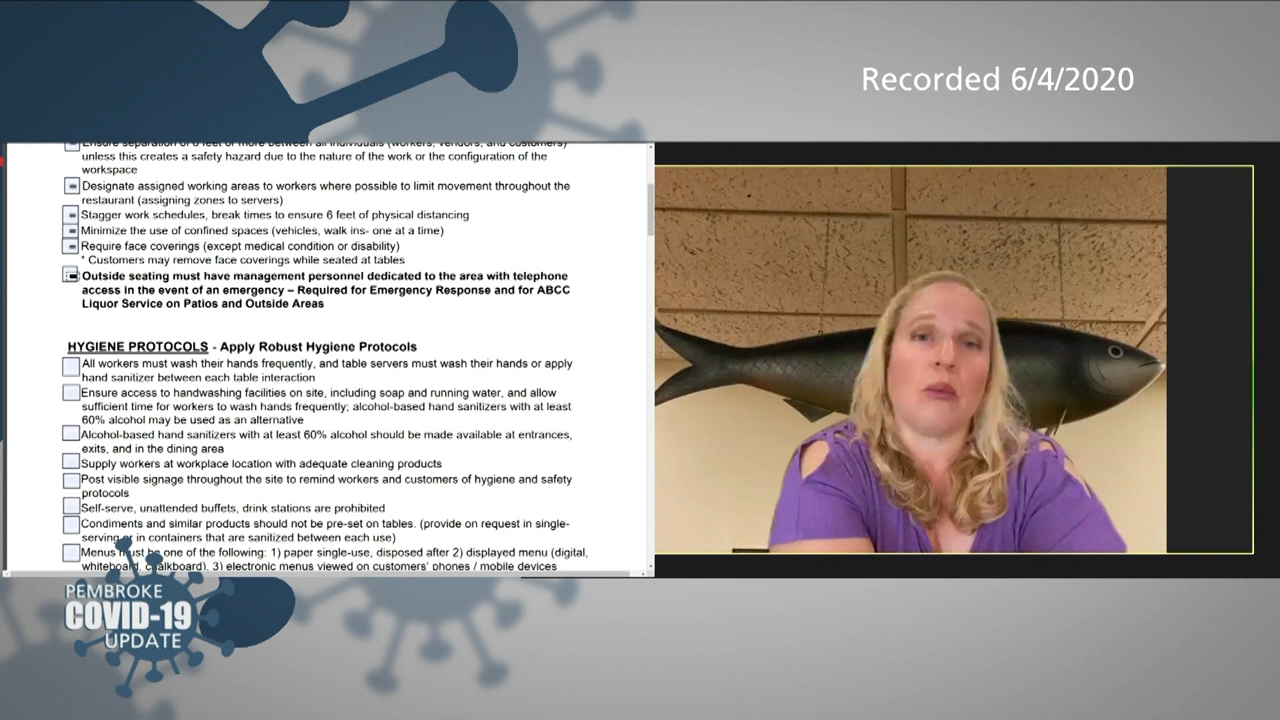 Recorded 6/4/2020
Ensure separation of 6 feet or more between all individuals (workers, vendors, and customers)
unless this creates a safety hazard due to the nature of the work or the configuration of the
workspace
Designate assigned working areas to workers where possible to limit movement throughout the
restaurant (assigning zones to servers)
Stagger work schedules, break times to ensure 6 feet of physical distancing
Minimize the use of confined spaces (vehicles, walk ins- one at a time)
Require face coverings (except medical condition or disability)
* Customers may remove face coverings while seated at tables
Outside seating must have management personnel dedicated to the area with telephone
access in the event of an emergency – Required for Emergency Response and for ABCC
Liquor Service on Patios and Outside Areas
HYGIENE PROTOCOLS - Apply Robust Hygiene Protocols
All workers must wash their hands frequently, and table servers must wash their hands or apply
hand sanitizer between each table interaction
Ensure access to handwashing facilities on site, including soap and running water, and allow
sufficient time for workers to wash hands frequently; alcohol-based hand sanitizers with at least
60% alcohol may be used as an alternative
Alcohol-based hand sanitizers with at least 60% alcohol should be made available at entrances,
exits, and in the dining area
Supply workers at workplace location with adequate cleaning products
Post visible signage throughout the site to remind workers and customers of hygiene and safety
protocols
Self-serve, unattended buffets, drink stations are prohibited
Condiments and similar products should not be pre-set on tables. (provide on request in single-
serving or in containers that are sanitized between each use)
Menus must be one of the following: 1) paper single-use, disposed after 2) displayed menu (digital,
whiteboard, chalkboard), 3) electronic menus viewed on customers' phones / mobile devices
PEMBROKE
COVID-19
UPDATE